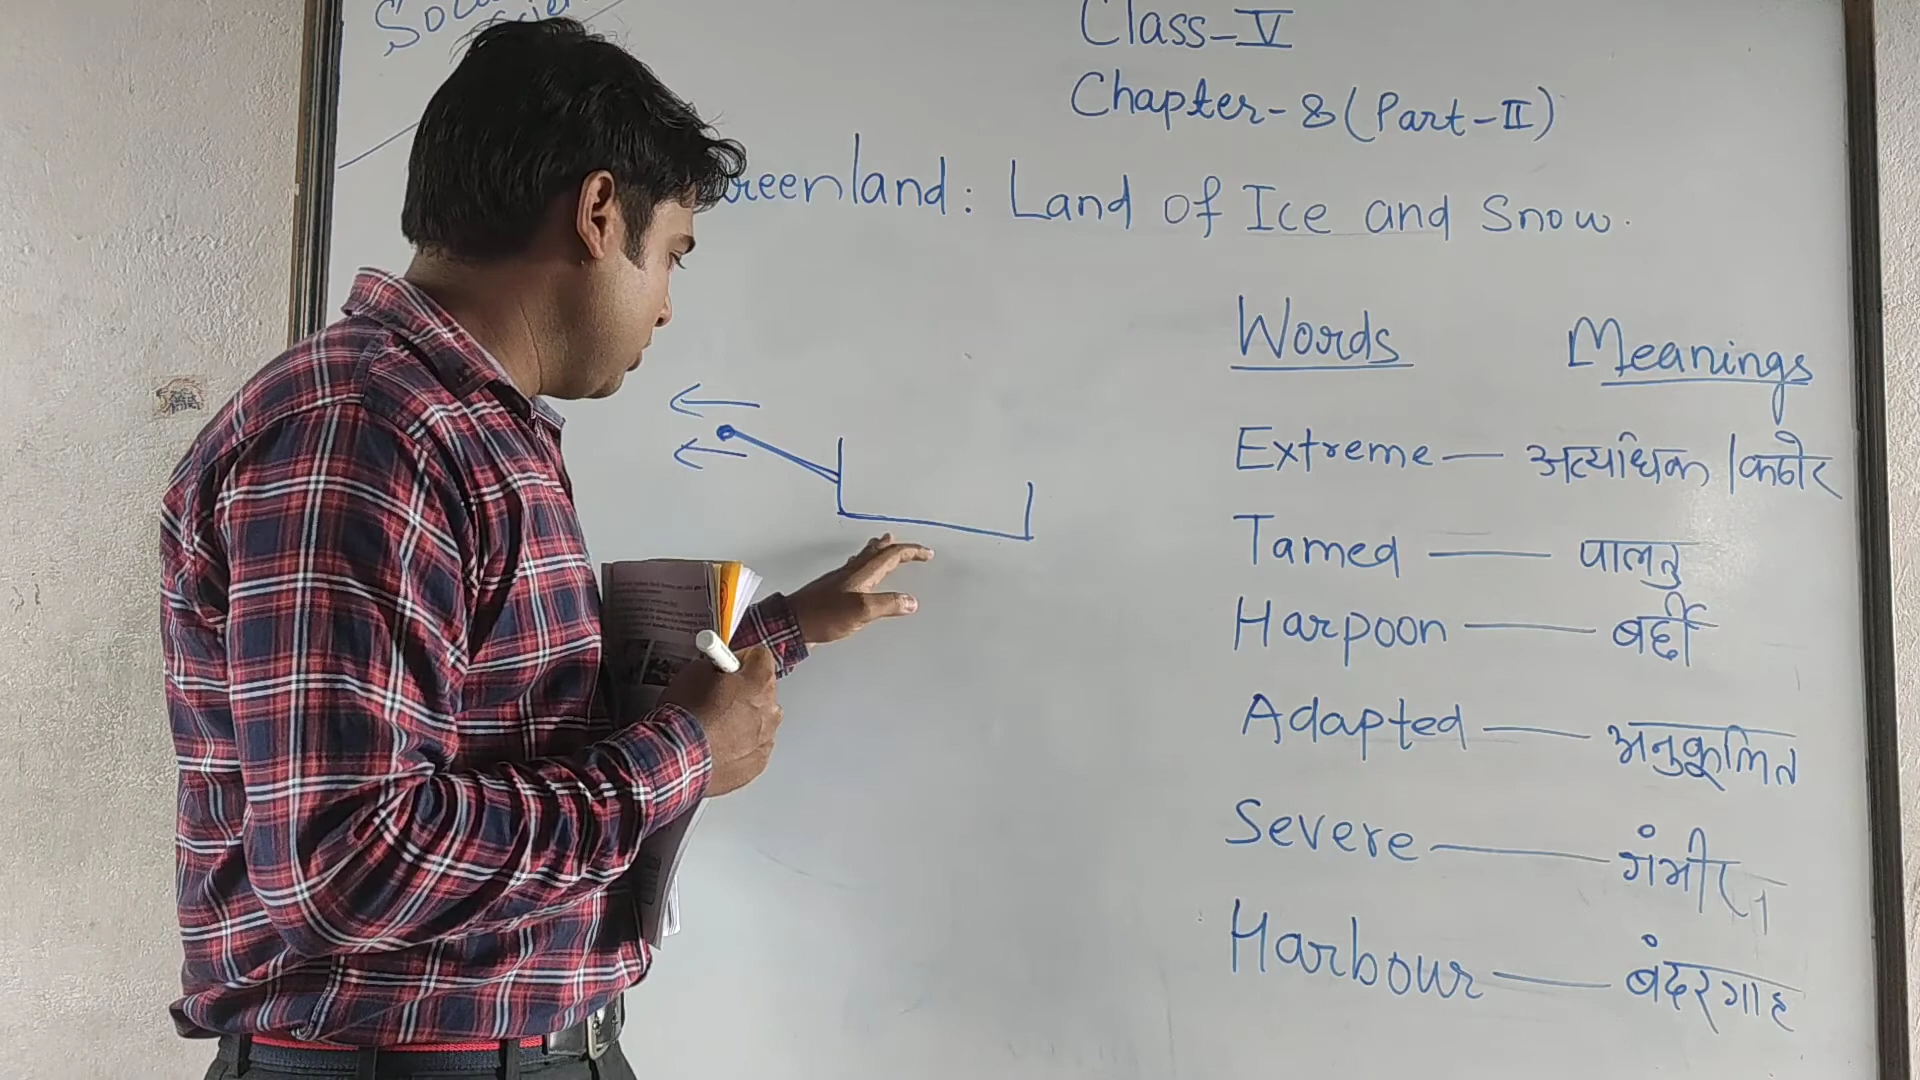 Class-V
Chapter-8 (Part-II)
reenland: Land of Ice and Snow.
Words Meanings
Extreme — अत्यधिक / कठोर
Tamed — पालतु
Harpoon — बर्छी
Adapted — अनुकूलित
Severe — गंभीर
Harbour — बंदरगाह